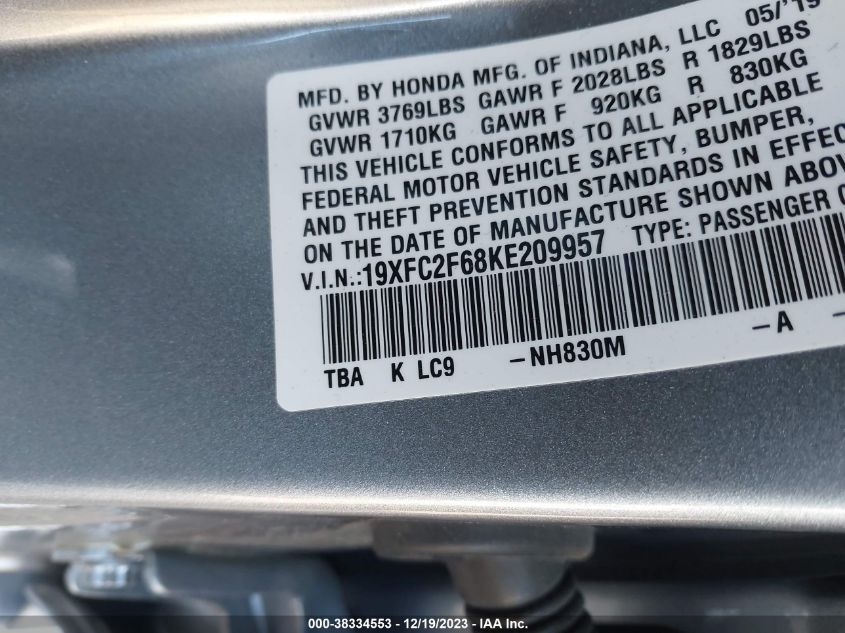 MFD. BY HONDA MFG. OF INDIANA, LLC 05/'19
GVWR 3769LBS GAWR F 2028LBS R 1829LBS
GVWR 1710KG GAWR F 920KG R 830KG
THIS VEHICLE CONFORMS TO ALL APPLICABLE
FEDERAL MOTOR VEHICLE SAFETY, BUMPER,
AND THEFT PREVENTION STANDARDS IN EFFEC
ON THE DATE OF MANUFACTURE SHOWN ABOV
V.I.N.:19XFC2F68KE209957 TYPE: PASSENGER C
TBA K LC9 -NH830M -A -
000-38334553 - 12/19/2023 - IAA Inc.